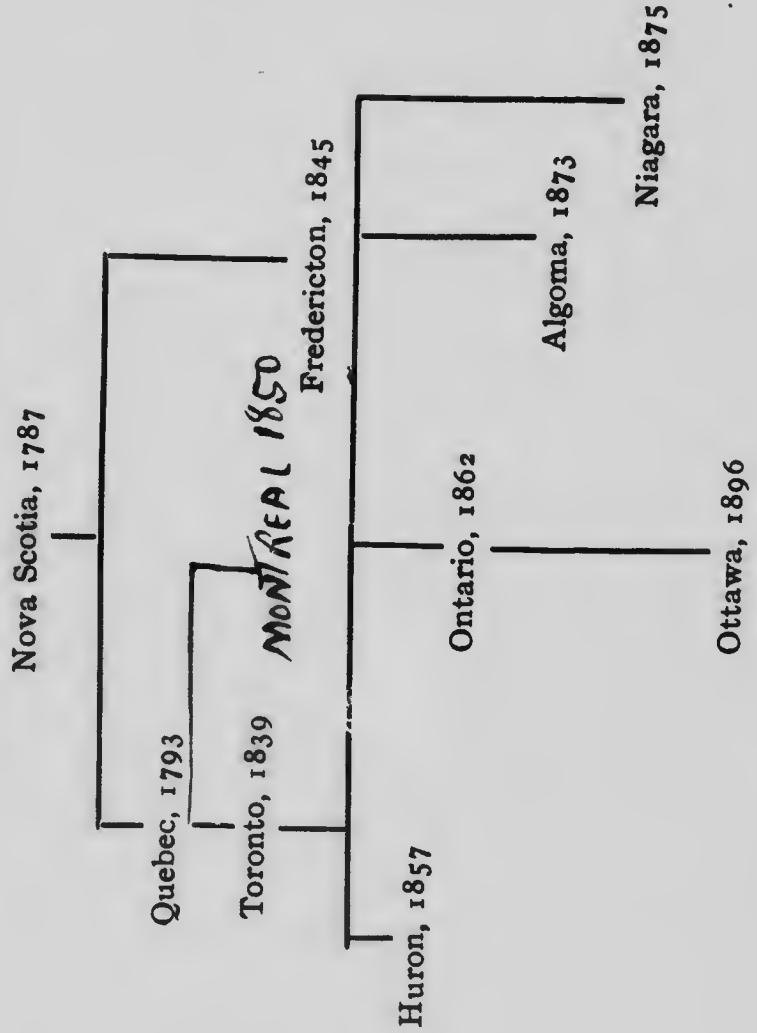 Nova Scotia, 1787
Quebec, 1793
Fredericton, 1845
Toronto, 1839
MONTREAL 1850
Huron, 1857
Ontario, 1862
Algoma, 1873
Niagara, 1875
Ottawa, 1896